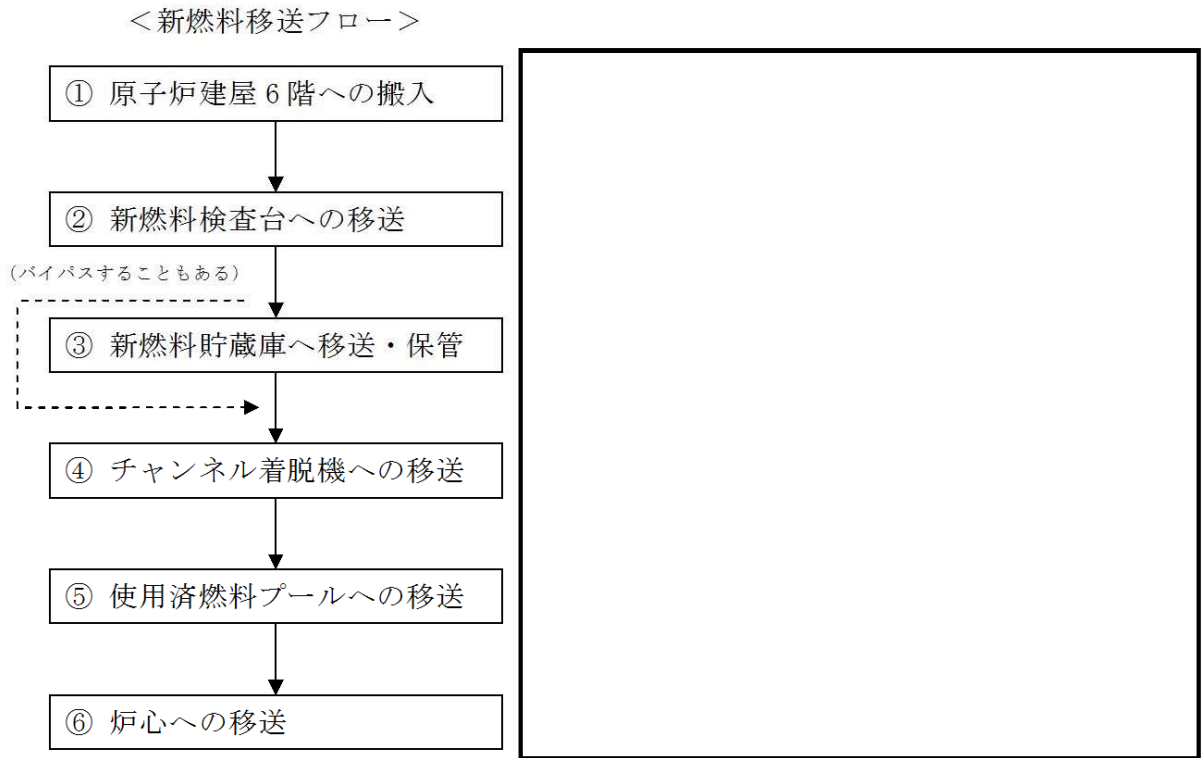 ＜新燃料移送フロー＞
① 原子炉建屋6階への搬入
② 新燃料検査台への移送
(バイパスすることもある)
③ 新燃料貯蔵庫へ移送・保管
④ チャンネル着脱機への移送
⑤ 使用済燃料プールへの移送
⑥ 炉心への移送